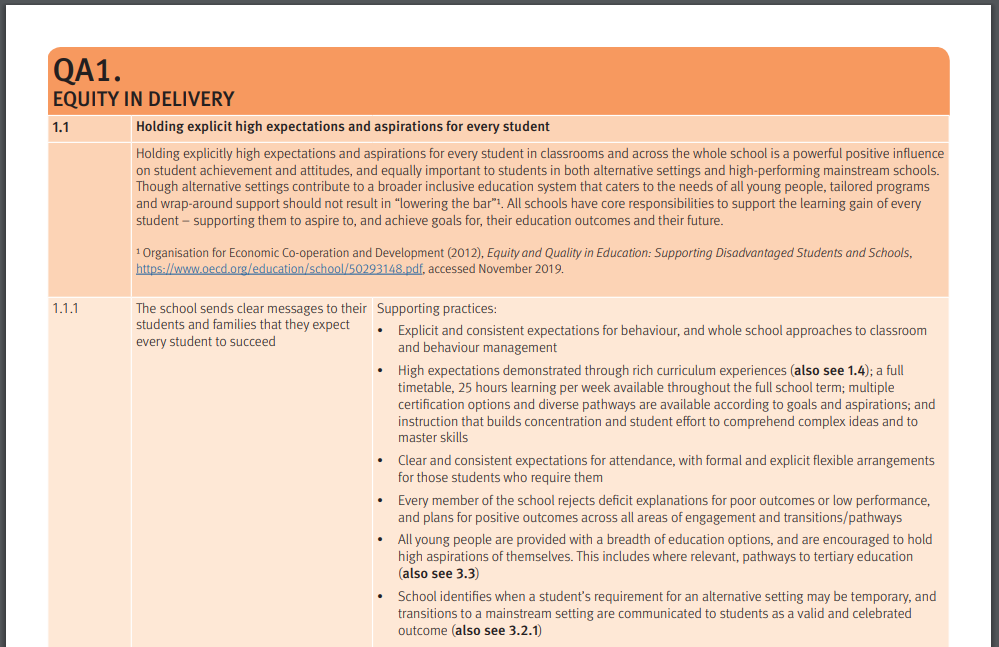 QA1.
EQUITY IN DELIVERY
1.1 Holding explicit high expectations and aspirations for every student
Holding explicitly high expectations and aspirations for every student in classrooms and across the whole school is a powerful positive influence
on student achievement and attitudes, and equally important to students in both alternative settings and high-performing mainstream schools.
Though alternative settings contribute to a broader inclusive education system that caters to the needs of all young people, tailored programs
and wrap-around support should not result in “lowering the bar”¹. All schools have core responsibilities to support the learning gain of every
student – supporting them to aspire to, and achieve goals for, their education outcomes and their future.
¹ Organisation for Economic Co-operation and Development (2012), Equity and Quality in Education: Supporting Disadvantaged Students and Schools,
https://www.oecd.org/education/school/50293148.pdf, accessed November 2019.
1.1.1
The school sends clear messages to their
students and families that they expect
every student to succeed
Supporting practices:
• Explicit and consistent expectations for behaviour, and whole school approaches to classroom
and behaviour management
• High expectations demonstrated through rich curriculum experiences (also see 1.4); a full
timetable, 25 hours learning per week available throughout the full school term; multiple
certification options and diverse pathways are available according to goals and aspirations; and
instruction that builds concentration and student effort to comprehend complex ideas and to
master skills
• Clear and consistent expectations for attendance, with formal and explicit flexible arrangements
for those students who require them
• Every member of the school rejects deficit explanations for poor outcomes or low performance,
and plans for positive outcomes across all areas of engagement and transitions/pathways
• All young people are provided with a breadth of education options, and are encouraged to hold
high aspirations of themselves. This includes where relevant, pathways to tertiary education
(also see 3.3)
• School identifies when a student’s requirement for an alternative setting may be temporary, and
transitions to a mainstream setting are communicated to students as a valid and celebrated
outcome (also see 3.2.1)